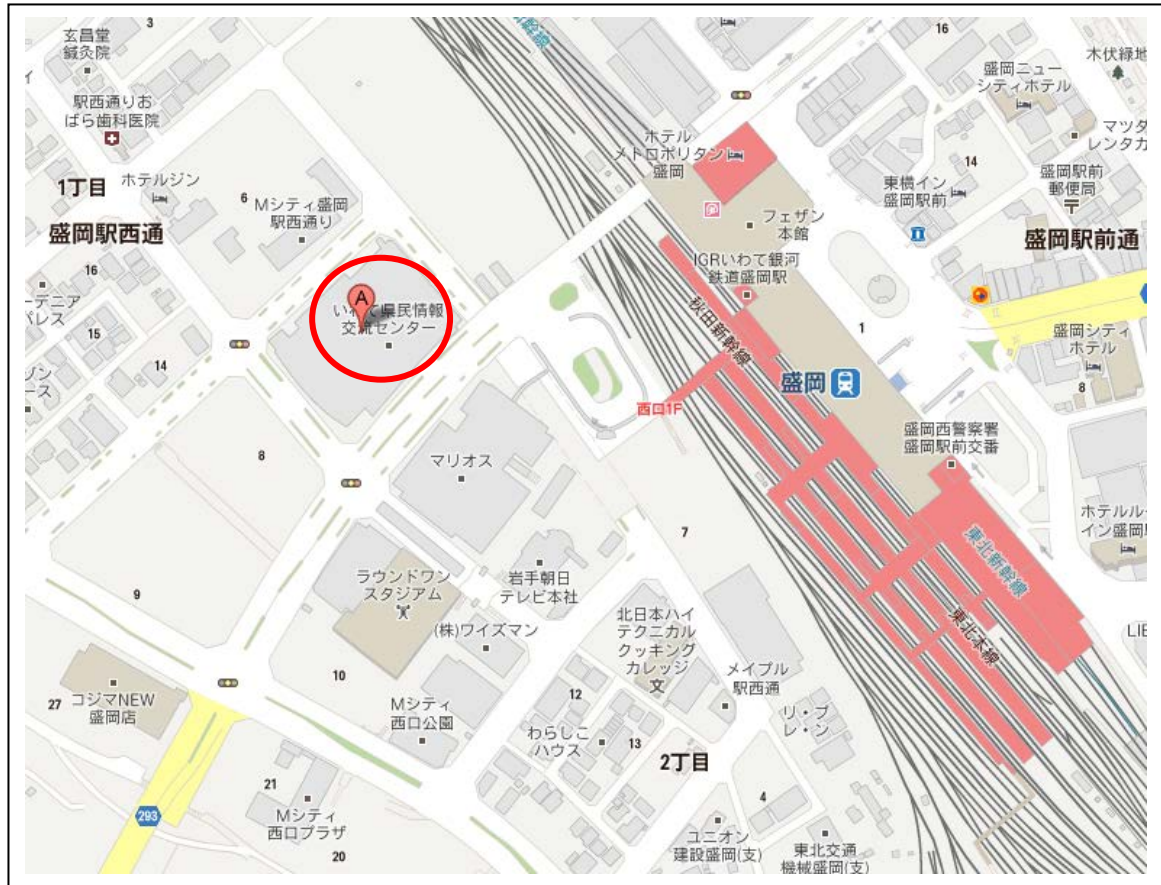 玄昌堂
鍼灸院
3
駅西通りお
ばら歯科医院
1丁目
ホテルジン
6
Mシティ盛岡
駅西通り
盛岡駅西通
16
ーデニア
パレス
15
14
A
いわて県民情報
交流センター
新幹線
ホテル
メトロポリタン
盛岡
フェザン
本館
IGRいわて銀河
鉄道盛岡駅
秋田新幹線
西口1F
盛岡
1
16
盛岡ニュー
シティホテル
木伏緑地
マツダ
レンタカ
14
東横イン
盛岡駅前
盛岡駅前
郵便局
盛岡駅前通
盛岡シティ
ホテル
8
盛岡西警察署
盛岡駅前交番
ホテルル
イン盛岡
東北新幹線
東北本線
LIE
8
マリオス
7
9
ラウンドワン
スタジアム
岩手朝日
テレビ本社
(株)ワイズマン
北日本ハイ
テクニカル
クッキング
カレッジ
文
メイプル
駅西通
10
コジマNEW
盛岡店
27
Mシティ
西口公園
12
わらしこ
ハウス
13
2丁目
リ・ブ
レ・ン
21
Mシティ
西口プラザ
293
20
4
ユニオン
建設盛岡(支)
東北交通
機械盛岡(支)